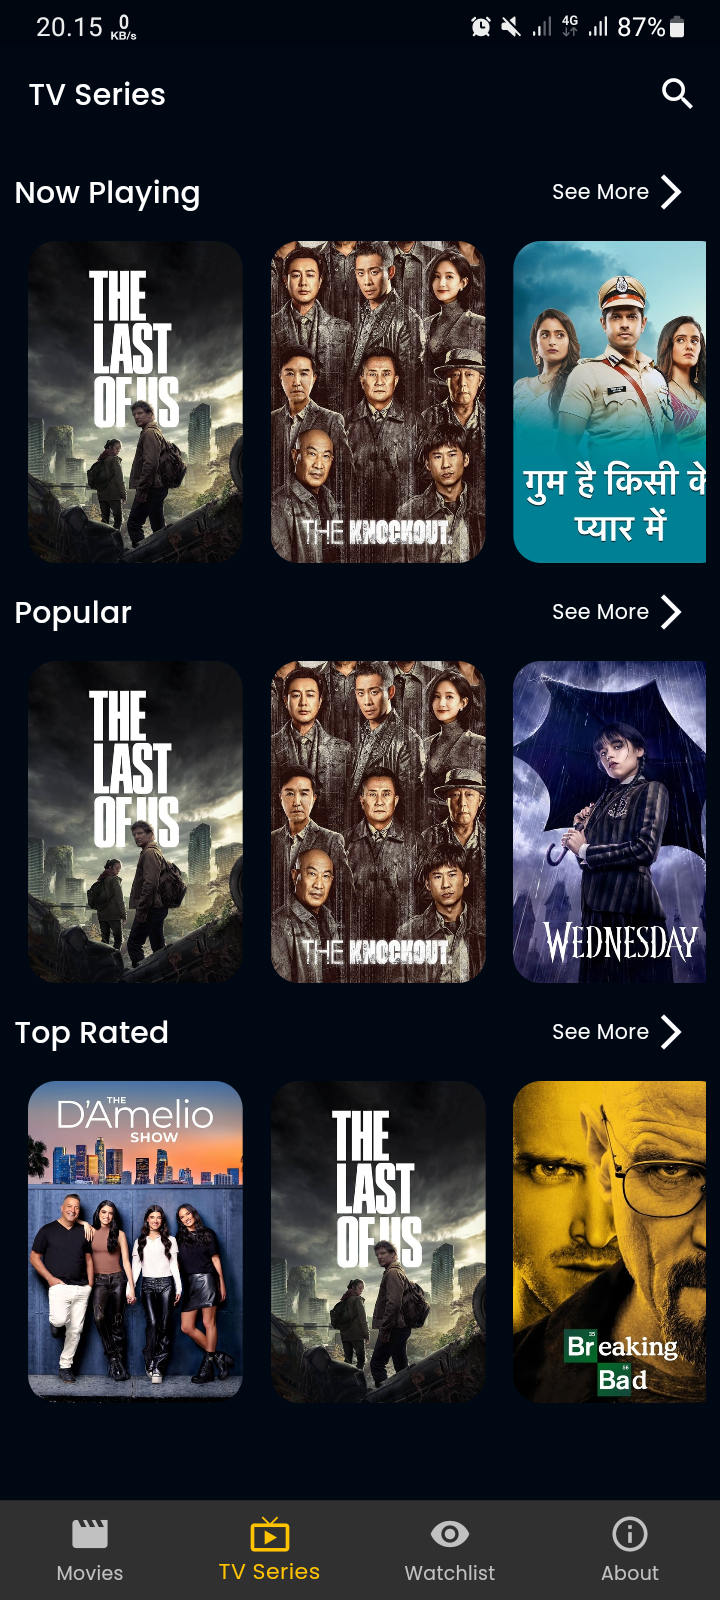 20.15 0 KB/s 4G 87%
TV Series
Now Playing See More
THE
LAST
OF US
THE KNOCKOUT.
गुम है किसी के
प्यार में
Popular See More
THE
LAST
OF US
THE KNOCKOUT.
WEDNESDAY
Top Rated See More
THE
D'Amelio
SHOW
THE
LAST
OF US
35
Breaking
56
Bad
Movies TV Series Watchlist About